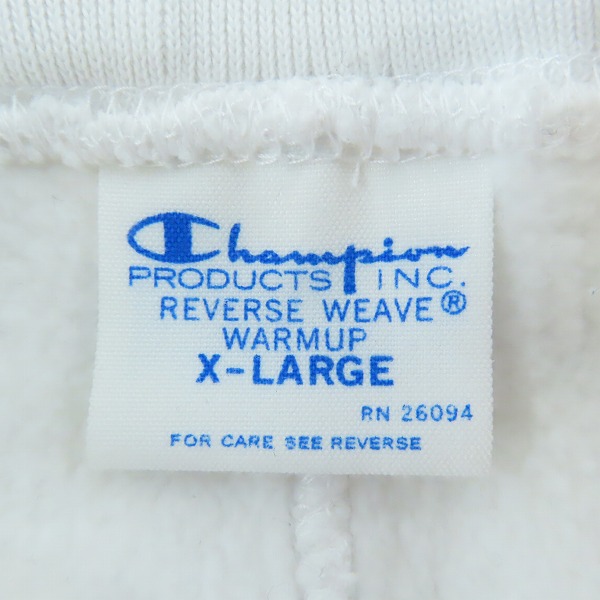 Champion
PRODUCTS INC.
REVERSE WEAVE®
WARMUP
X-LARGE
RN 26094
FOR CARE SEE REVERSE